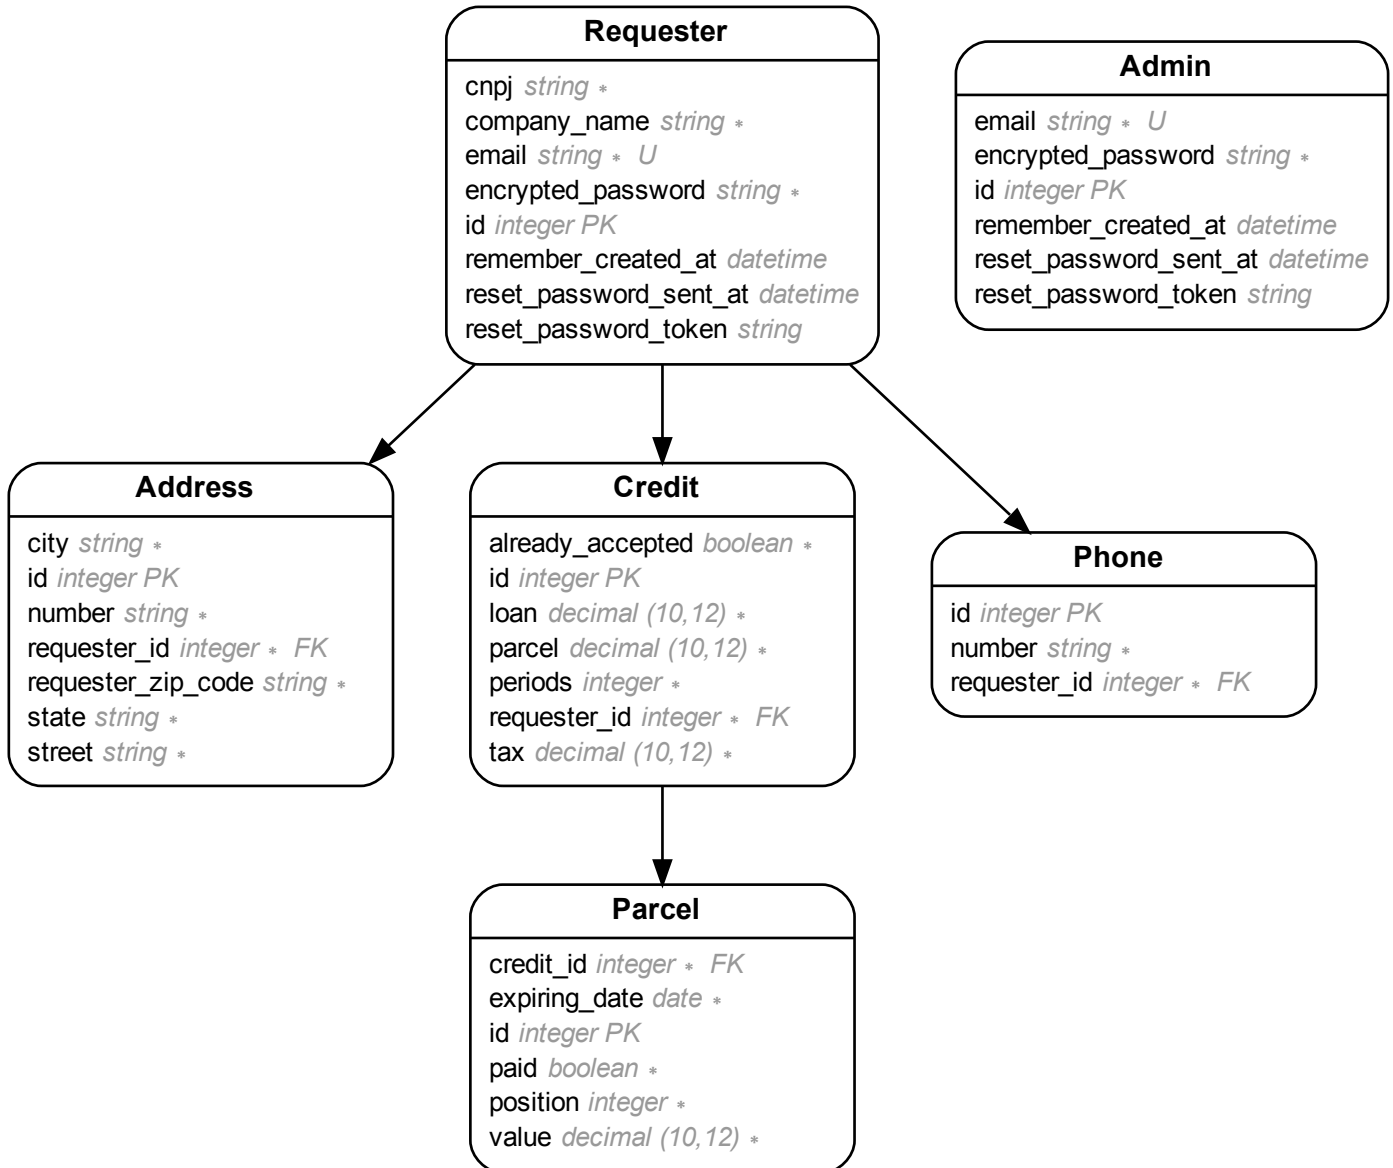 Requester
cnpj string *
company_name string *
email string * U
encrypted_password string *
id integer PK
remember_created_at datetime
reset_password_sent_at datetime
reset_password_token string
Admin
email string * U
encrypted_password string *
id integer PK
remember_created_at datetime
reset_password_sent_at datetime
reset_password_token string
Address
city string *
id integer PK
number string *
requester_id integer * FK
requester_zip_code string *
state string *
street string *
Credit
already_accepted boolean *
id integer PK
loan decimal (10,12) *
parcel decimal (10,12) *
periods integer *
requester_id integer * FK
tax decimal (10,12) *
Phone
id integer PK
number string *
requester_id integer * FK
Parcel
credit_id integer * FK
expiring_date date *
id integer PK
paid boolean *
position integer *
value decimal (10,12) *